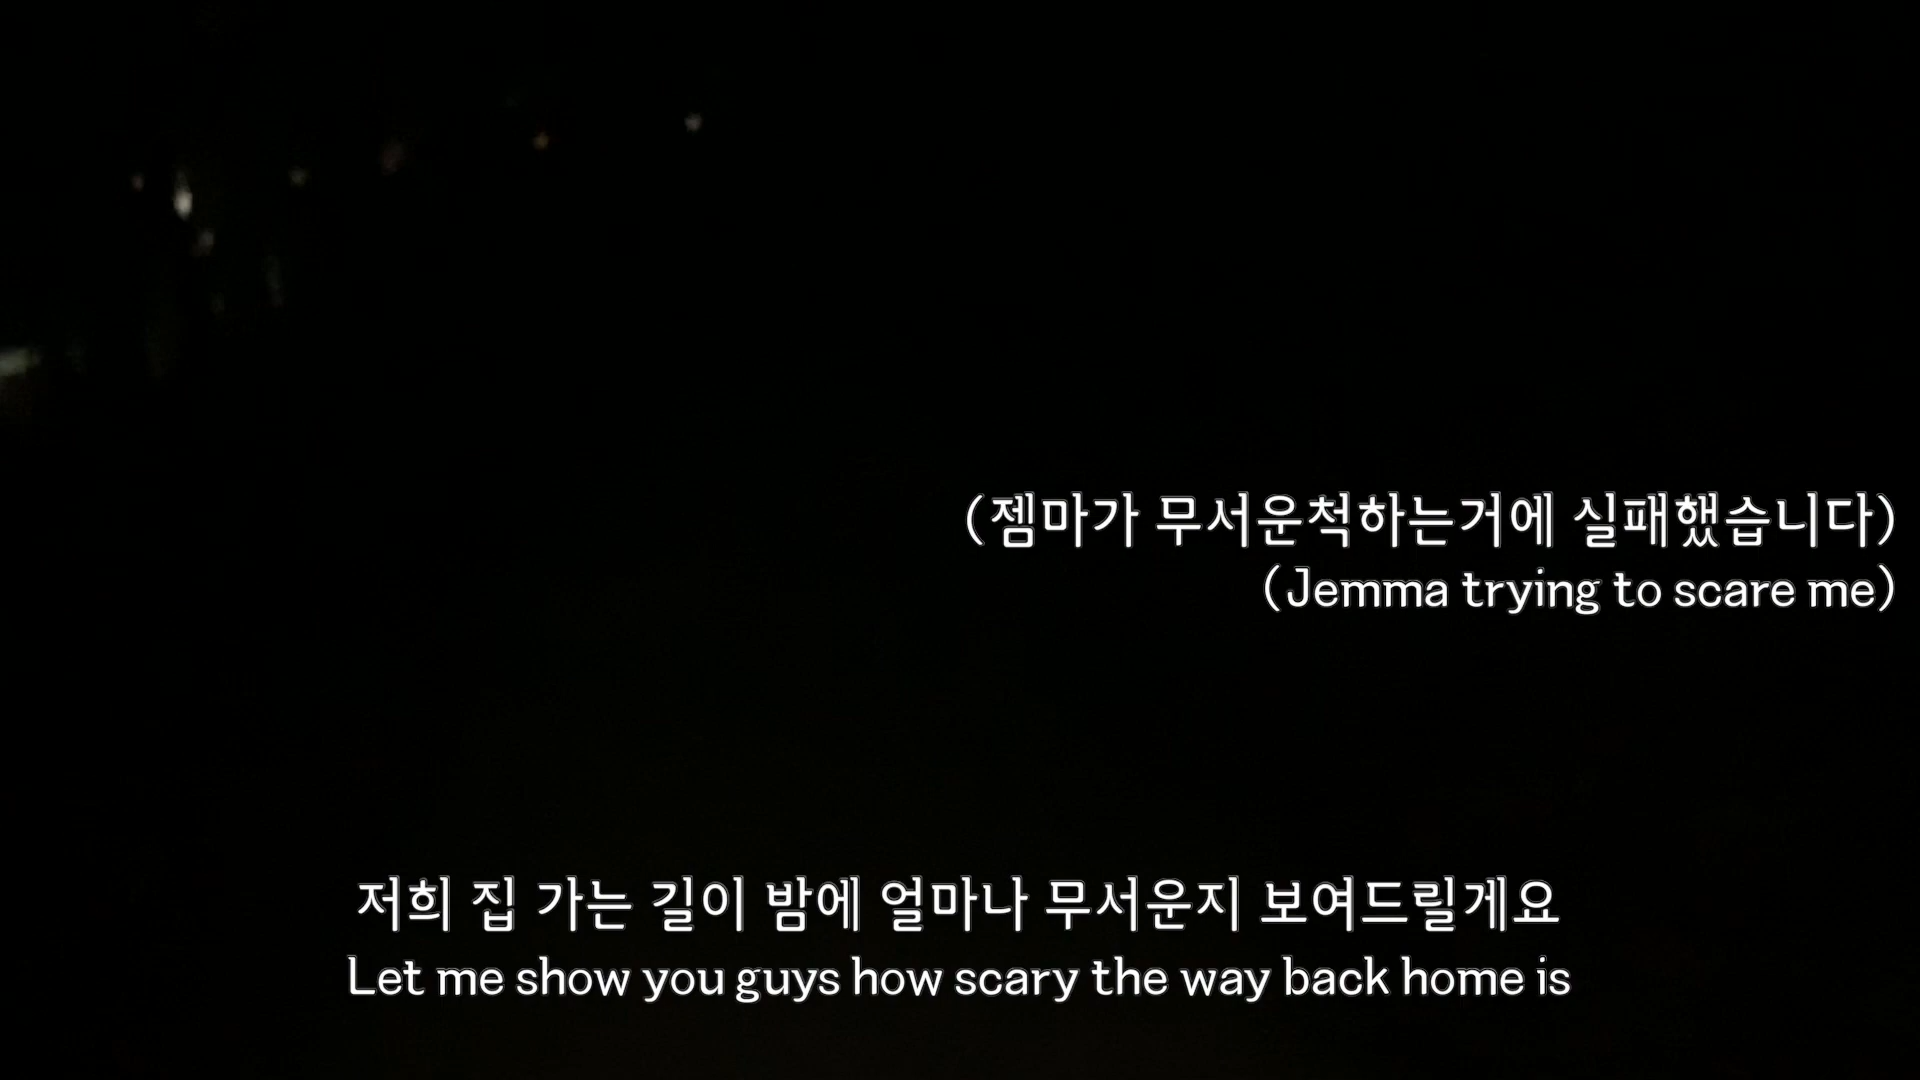 (젬마가 무서운척하는거에 실패했습니다)
(Jemma trying to scare me)
저희 집 가는 길이 밤에 얼마나 무서운지 보여드릴게요
Let me show you guys how scary the way back home is